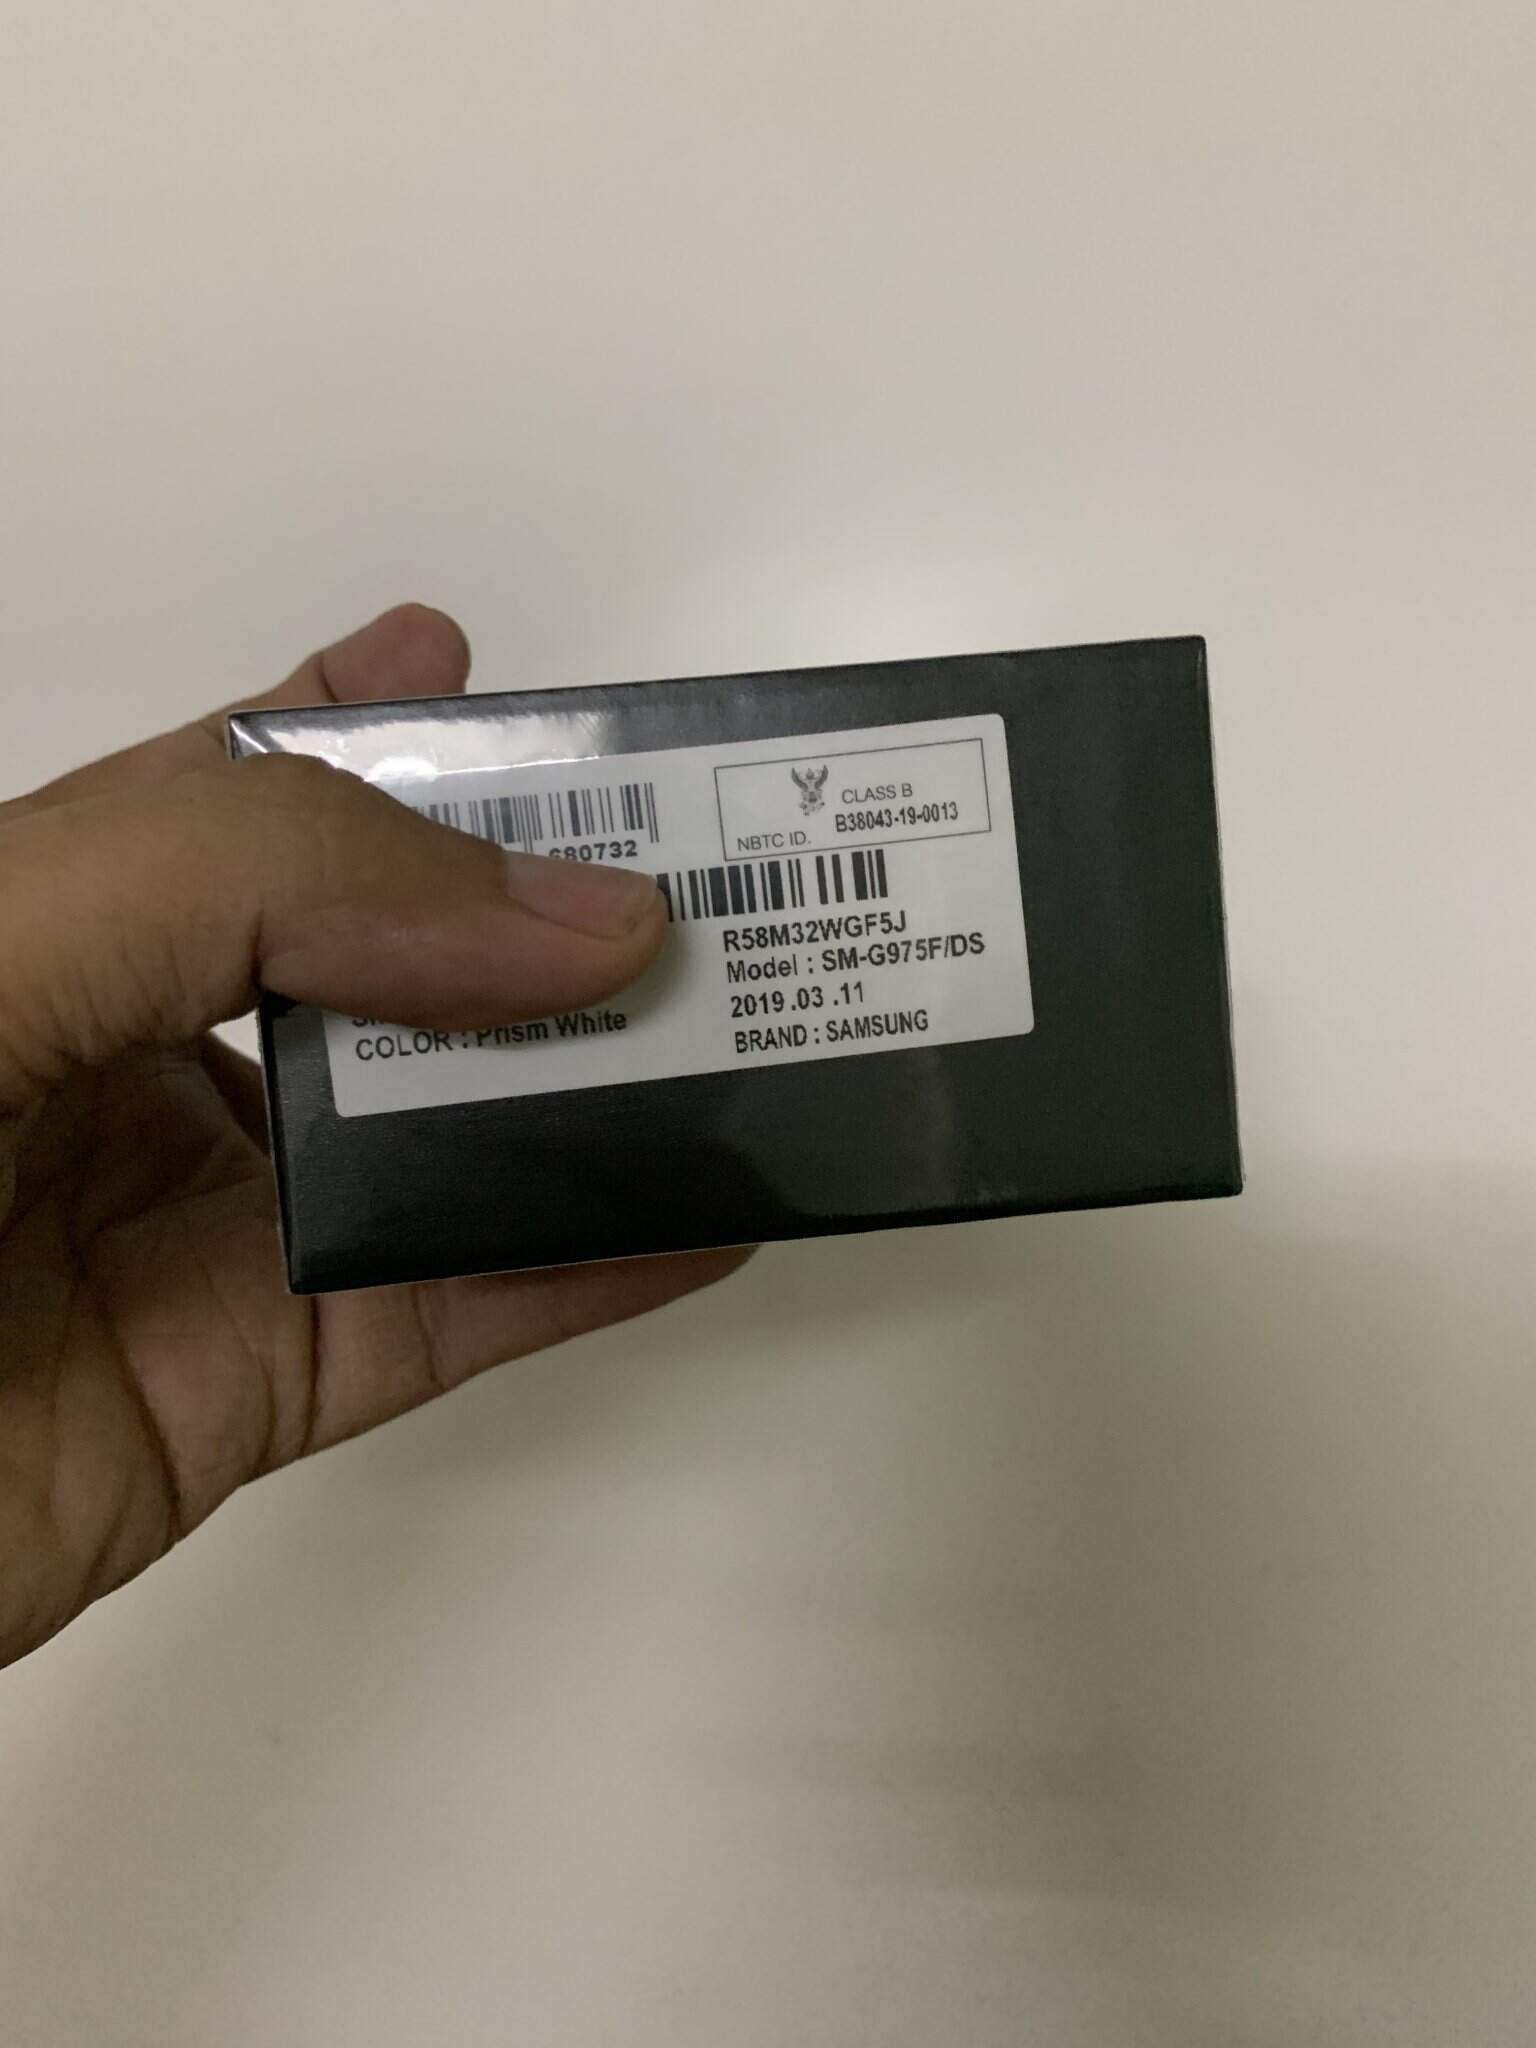 CLASS B
NBTC ID. B38043-19-0013
680732
R58M32WGF5J
Model : SM-G975F/DS
2019.03 .11
BRAND : SAMSUNG
COLOR : Prism White